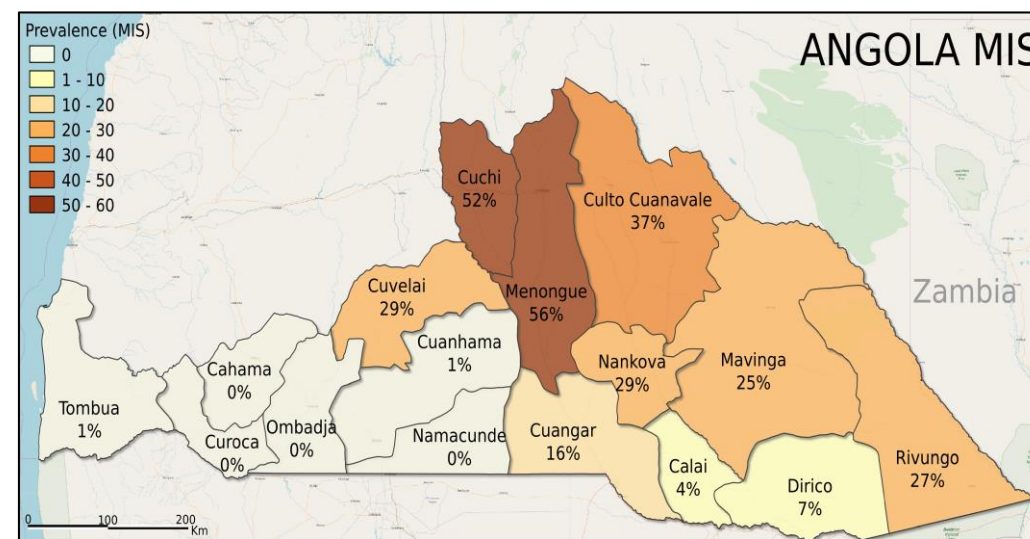 Prevalence (MIS)
0
1 - 10
10 - 20
20 - 30
30 - 40
40 - 50
50 - 60
ANGOLA MIS
Cuchi
52%
Culto Cuanavale
37%
Cuvelai
29%
Menongue
56%
Zambia
Cuanhama
1%
Nankova
29%
Mavinga
25%
Cahama
0%
Tombua
1%
Ombadja
0%
Curoca
0%
Namacunde
0%
Cuangar
16%
Calai
4%
Dirico
7%
Rivungo
27%
0 100 200
Km